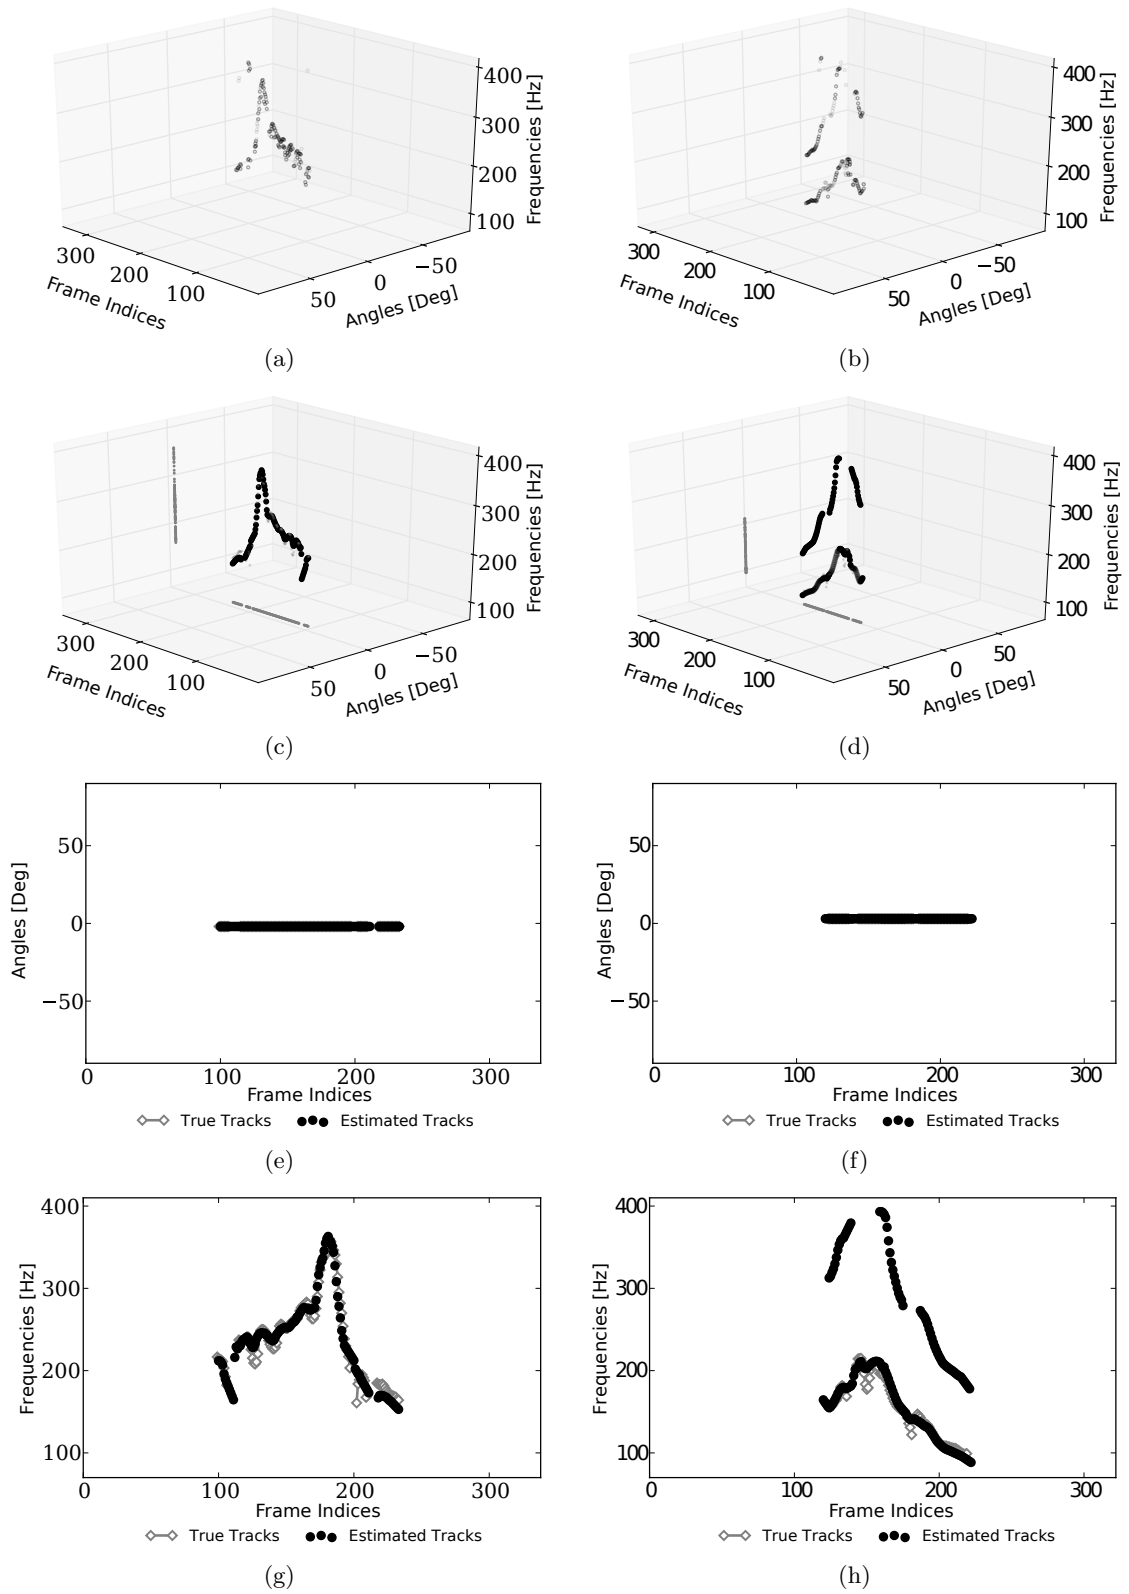 400
300
200
100
Frequencies [Hz]
300
200
100
Frame Indices
50
0
−50
Angles [Deg]
(a)
400
300
200
100
Frequencies [Hz]
300
200
100
Frame Indices
50
0
−50
Angles [Deg]
(b)
400
300
200
100
Frequencies [Hz]
300
200
100
Frame Indices
50
0
−50
Angles [Deg]
(c)
400
300
200
100
Frequencies [Hz]
300
200
100
Frame Indices
50
0
50
Angles [Deg]
(d)
Angles [Deg]
50
0
−50
0 100 200 300
Frame Indices
True Tracks Estimated Tracks
(e)
Angles [Deg]
50
0
−50
0 100 200 300
Frame Indices
True Tracks Estimated Tracks
(f)
Frequencies [Hz]
400
300
200
100
0 100 200 300
Frame Indices
True Tracks Estimated Tracks
(g)
Frequencies [Hz]
400
300
200
100
0 100 200 300
Frame Indices
True Tracks Estimated Tracks
(h)